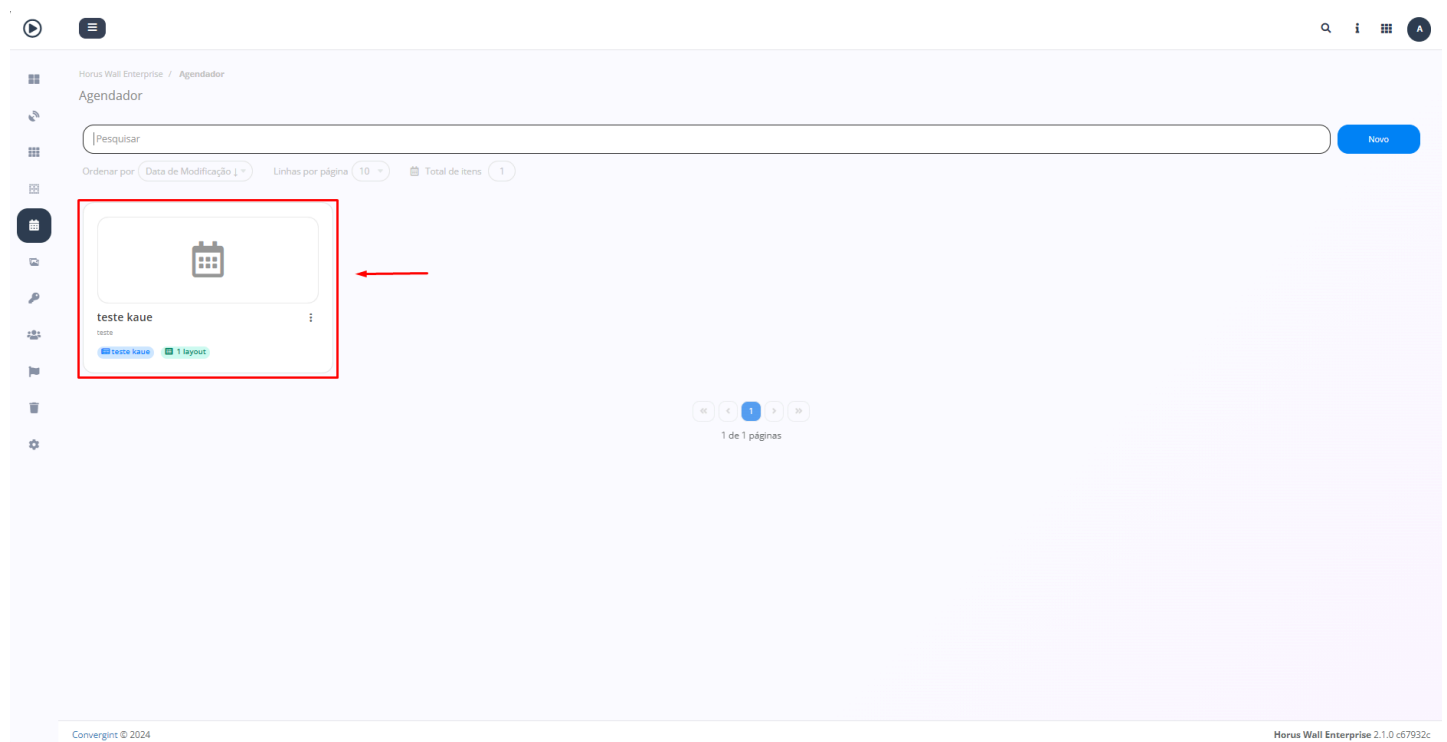 A
Horus Wall Enterprise / Agendador
Agendador
Pesquisar
Novo
Ordenar por Data de Modificação ↓ Linhas por página 10 Total de itens 1
teste kaue
teste
teste kaue 1 layout
« ‹ 1 › »
1 de 1 páginas
Convergint © 2024 Horus Wall Enterprise 2.1.0 c67932c